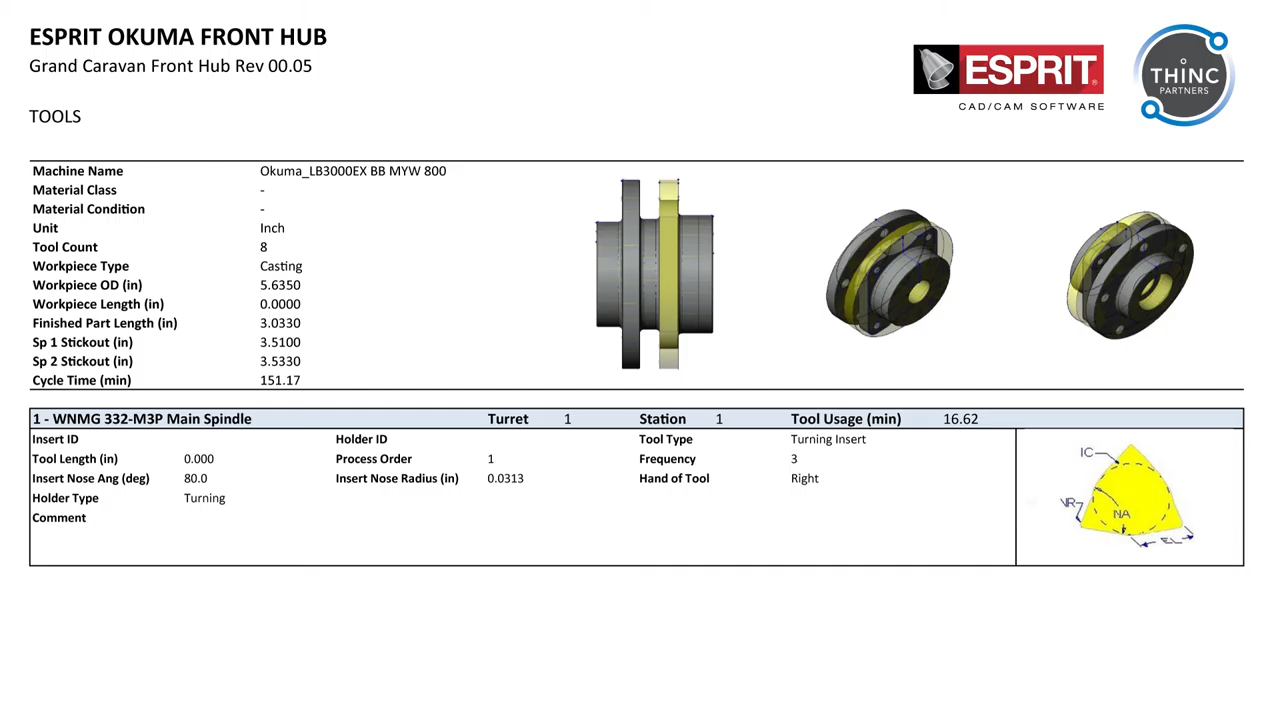 ESPRIT OKUMA FRONT HUB
Grand Caravan Front Hub Rev 00.05
ESPRIT®
CAD/CAM SOFTWARE
THINC
PARTNERS
TOOLS
Machine Name Okuma_LB3000EX BB MYW 800
Material Class -
Material Condition -
Unit Inch
Tool Count 8
Workpiece Type Casting
Workpiece OD (in) 5.6350
Workpiece Length (in) 0.0000
Finished Part Length (in) 3.0330
Sp 1 Stickout (in) 3.5100
Sp 2 Stickout (in) 3.5330
Cycle Time (min) 151.17
1 - WNMG 332-M3P Main Spindle Turret 1 Station 1 Tool Usage (min) 16.62
Insert ID Holder ID Tool Type Turning Insert
Tool Length (in) 0.000 Process Order 1 Frequency 3
Insert Nose Ang (deg) 80.0 Insert Nose Radius (in) 0.0313 Hand of Tool Right
Holder Type Turning
Comment
IC
NR
NA
EL